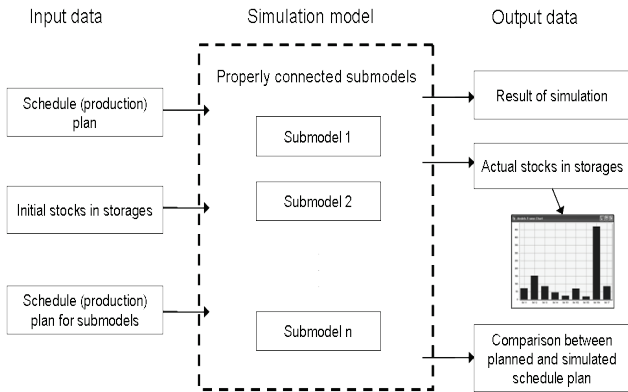 Input data
Simulation model
Output data
Properly connected submodels
Schedule (production)
plan
Initial stocks in storages
Schedule (production)
plan for submodels
Submodel 1
Submodel 2
Submodel n
Result of simulation
Actual stocks in storages
Comparison between
planned and simulated
schedule plan